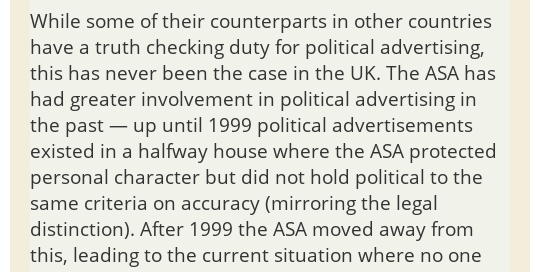 While some of their counterparts in other countries
have a truth checking duty for political advertising,
this has never been the case in the UK. The ASA has
had greater involvement in political advertising in
the past — up until 1999 political advertisements
existed in a halfway house where the ASA protected
personal character but did not hold political to the
same criteria on accuracy (mirroring the legal
distinction). After 1999 the ASA moved away from
this, leading to the current situation where no one